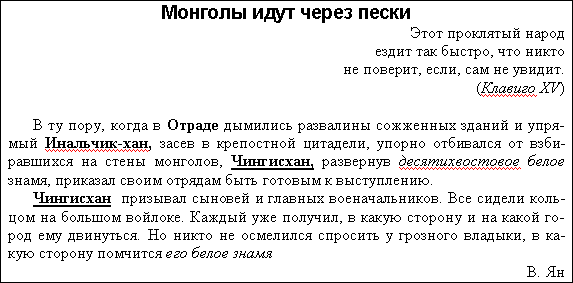 Монголы идут через пески
Этот проклятый народ
ездит так быстро, что никто
не поверит, если, сам не увидит.
(Клавиго XV)
В ту пору, когда в Отраде дымились развалины сожженных зданий и упря-
мый Инальчик-хан, засев в крепостной цитадели, упорно отбивался от взби-
равшихся на стены монголов, Чингисхан, развернув десятихвостовое белое
знамя, приказал своим отрядам быть готовым к выступлению.
Чингисхан призывал сыновей и главных военачальников. Все сидели коль-
цом на большом войлоке. Каждый уже получил, в какую сторону и на какой го-
род ему двинуться. Но никто не осмелился спросить у грозного владыки, в ка-
кую сторону помчится его белое знамя
В. Ян